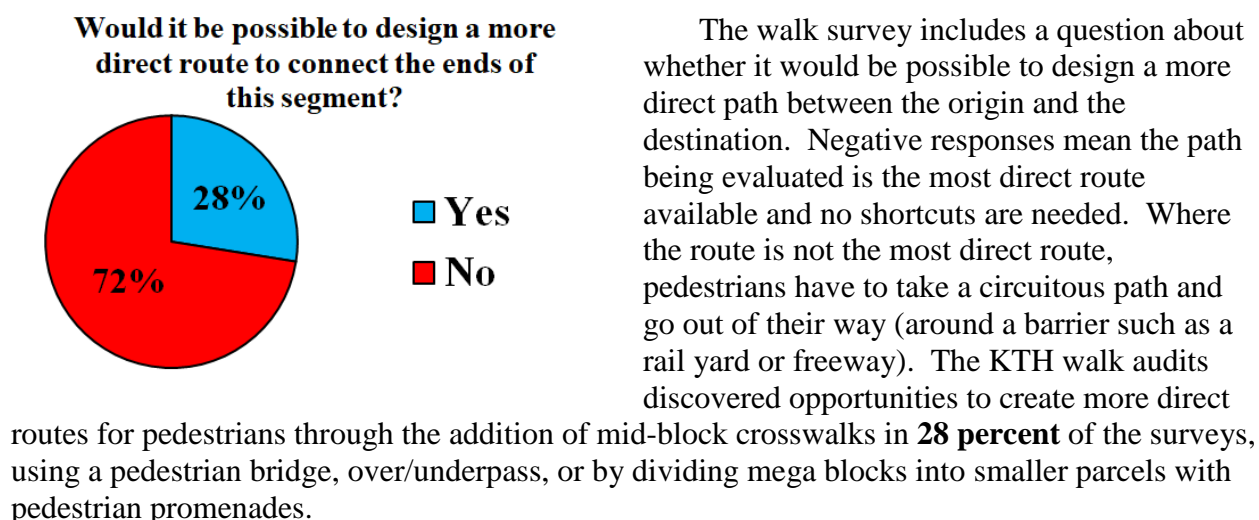 Would it be possible to design a more
direct route to connect the ends of
this segment?
28%
72%
Yes
No
The walk survey includes a question about
whether it would be possible to design a more
direct path between the origin and the
destination. Negative responses mean the path
being evaluated is the most direct route
available and no shortcuts are needed. Where
the route is not the most direct route,
pedestrians have to take a circuitous path and
go out of their way (around a barrier such as a
rail yard or freeway). The KTH walk audits
discovered opportunities to create more direct
routes for pedestrians through the addition of mid-block crosswalks in 28 percent of the surveys,
using a pedestrian bridge, over/underpass, or by dividing mega blocks into smaller parcels with
pedestrian promenades.